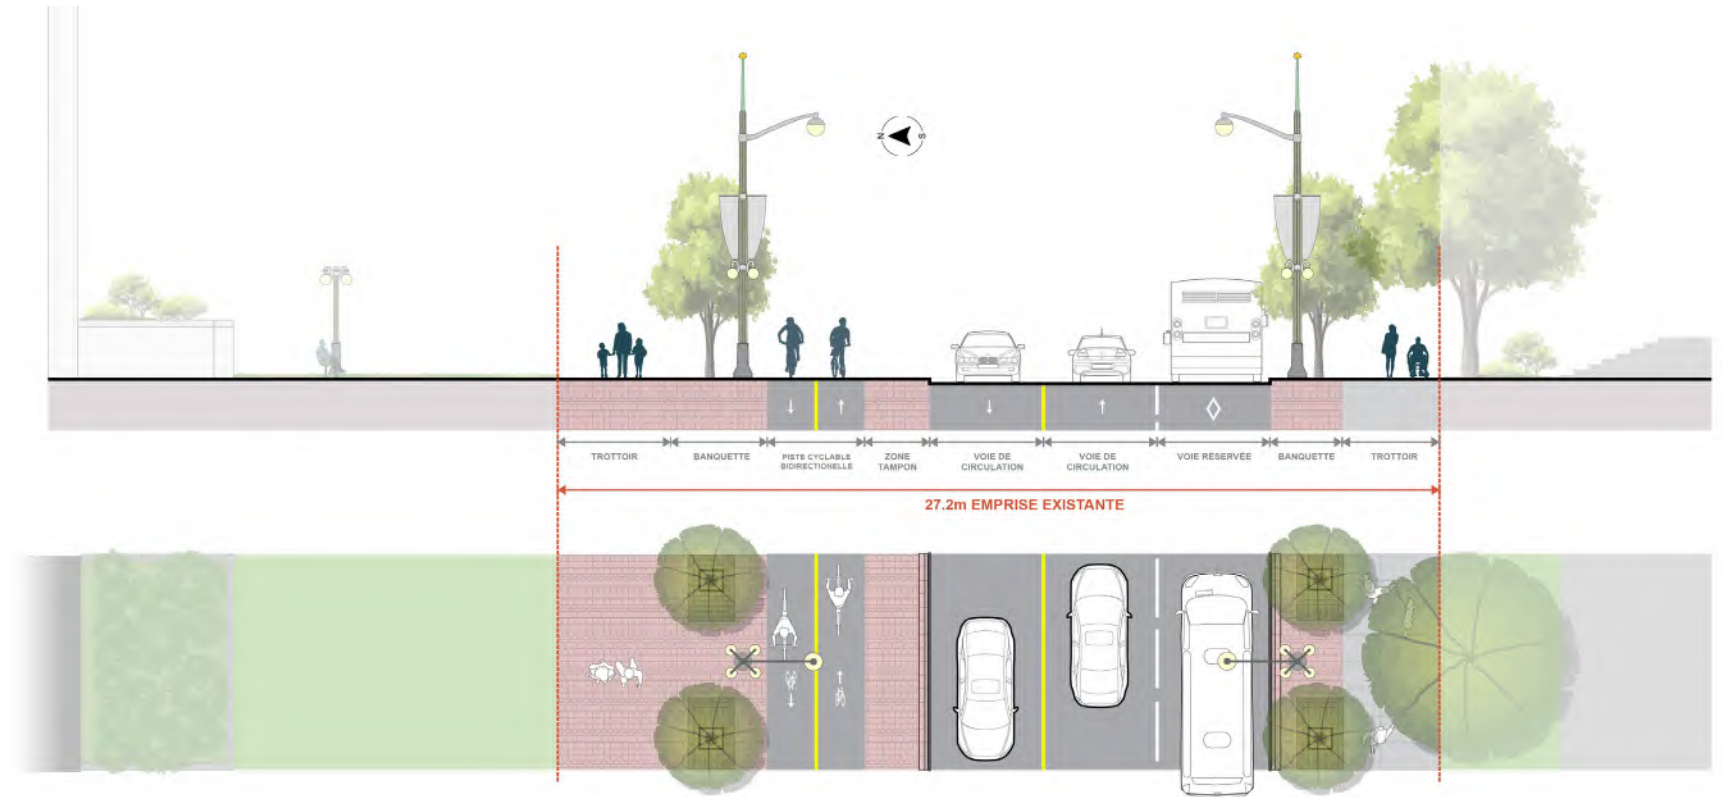 N S
TROTTOIR
BANQUETTE
PISTE CYCLABLE
BIDIRECTIONELLE
ZONE
TAMPON
VOIE DE
CIRCULATION
VOIE DE
CIRCULATION
VOIE RÉSERVÉE
BANQUETTE
TROTTOIR
27.2m EMPRISE EXISTANTE